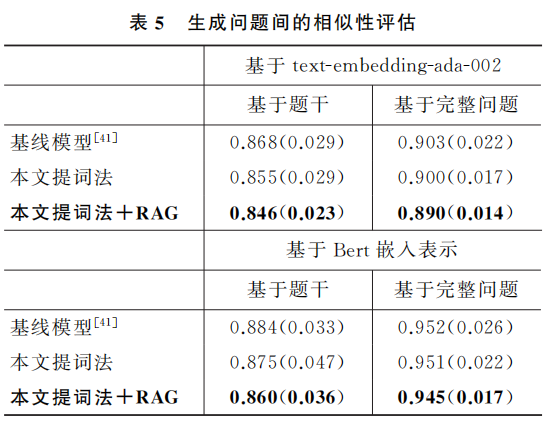 表 5 生成问题间的相似性评估
基于 text-embedding-ada-002
基于题干 基于完整问题
基线模型[41] 0.868(0.029) 0.903(0.022)
本文提词法 0.855(0.029) 0.900(0.017)
本文提词法+RAG 0.846(0.023) 0.890(0.014)
基于 Bert 嵌入表示
基于题干 基于完整问题
基线模型[41] 0.884(0.033) 0.952(0.026)
本文提词法 0.875(0.047) 0.951(0.022)
本文提词法+RAG 0.860(0.036) 0.945(0.017)